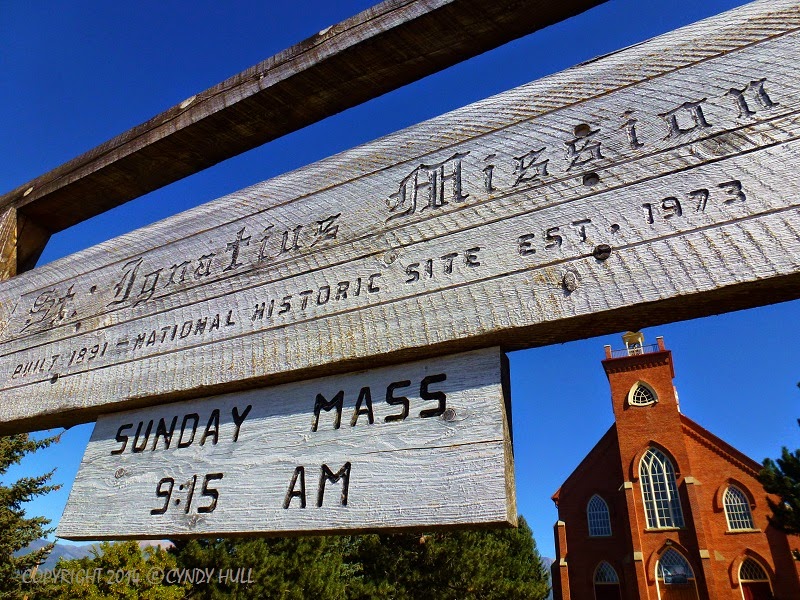 St. Ignatius Mission
BUILT 1891 - NATIONAL HISTORIC SITE EST. 1973
SUNDAY MASS
9:15 AM
COPYRIGHT 2014 © CYNDY HULL